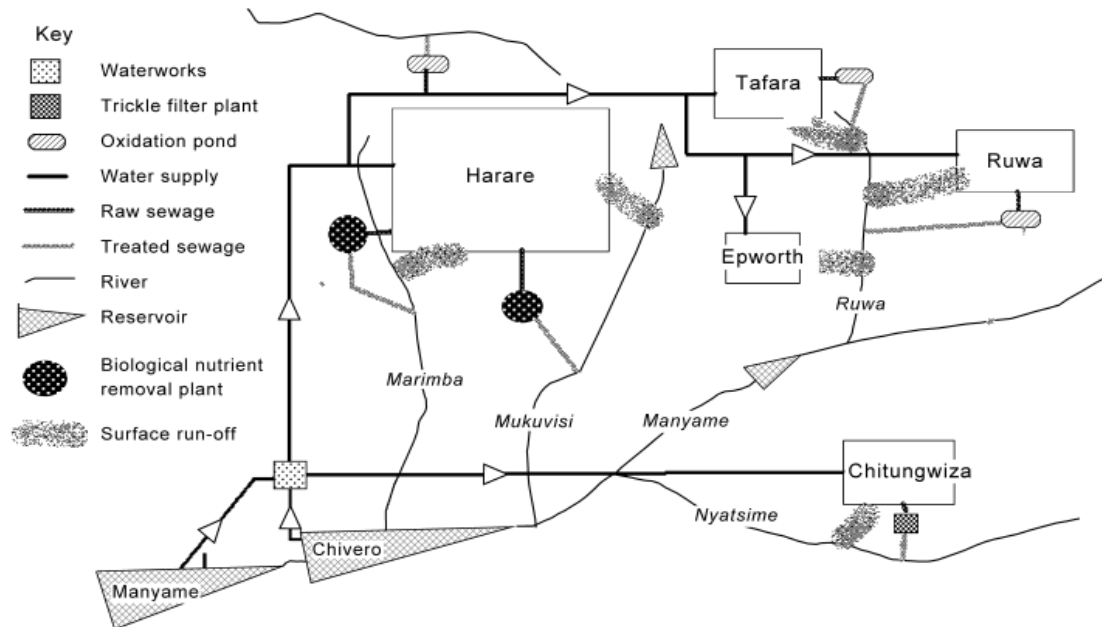 Key
Waterworks
Trickle filter plant
Oxidation pond
Water supply
Raw sewage
Treated sewage
River
Reservoir
Biological nutrient
removal plant
Surface run-off
Tafara
Harare
Ruwa
Epworth
Ruwa
Marimba
Mukuvisi
Manyame
Chitungwiza
Nyatsime
Chivero
Manyame